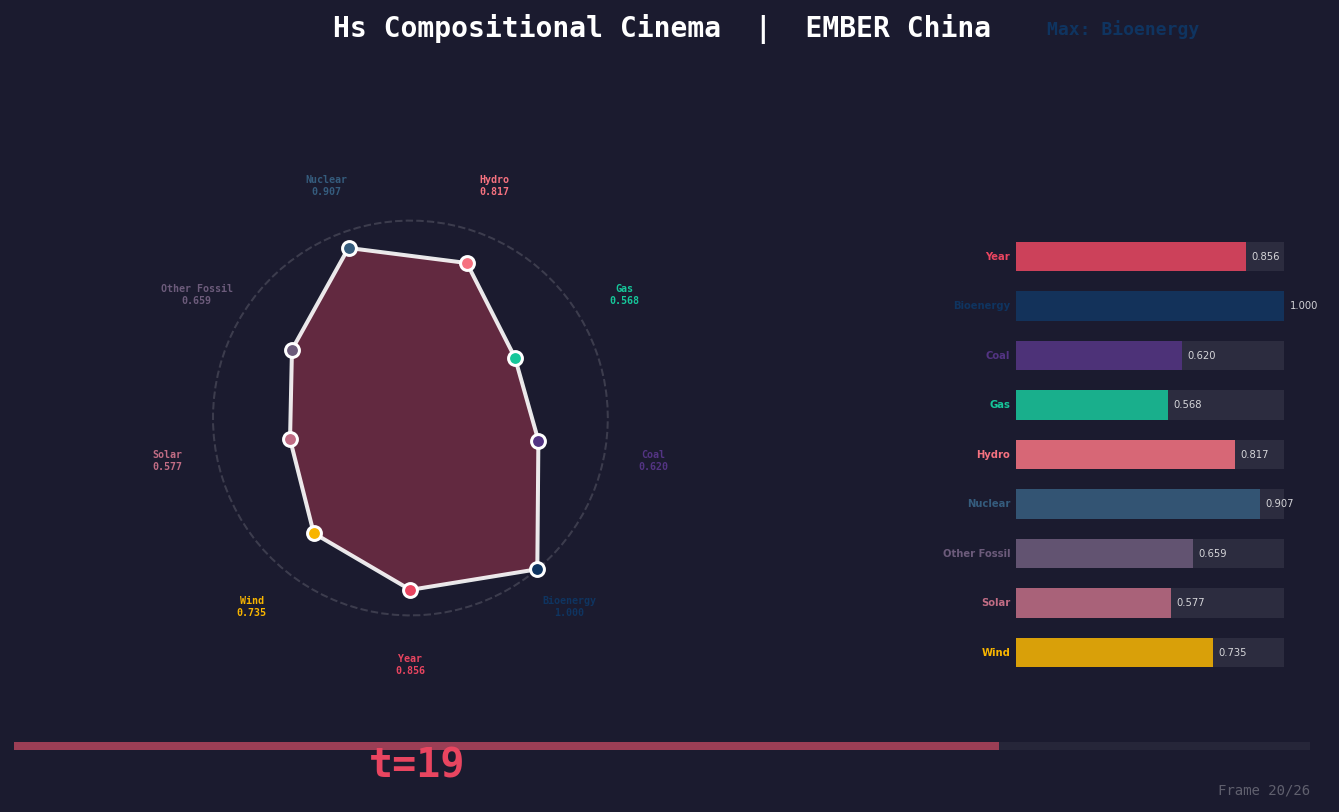 Hs Compositional Cinema | EMBER China
Max: Bioenergy
Nuclear
0.907
Hydro
0.817
Other Fossil
0.659
Gas
0.568
Solar
0.577
Coal
0.620
Wind
0.735
Bioenergy
1.000
Year
0.856
Year 0.856
Bioenergy 1.000
Coal 0.620
Gas 0.568
Hydro 0.817
Nuclear 0.907
Other Fossil 0.659
Solar 0.577
Wind 0.735
t=19
Frame 20/26